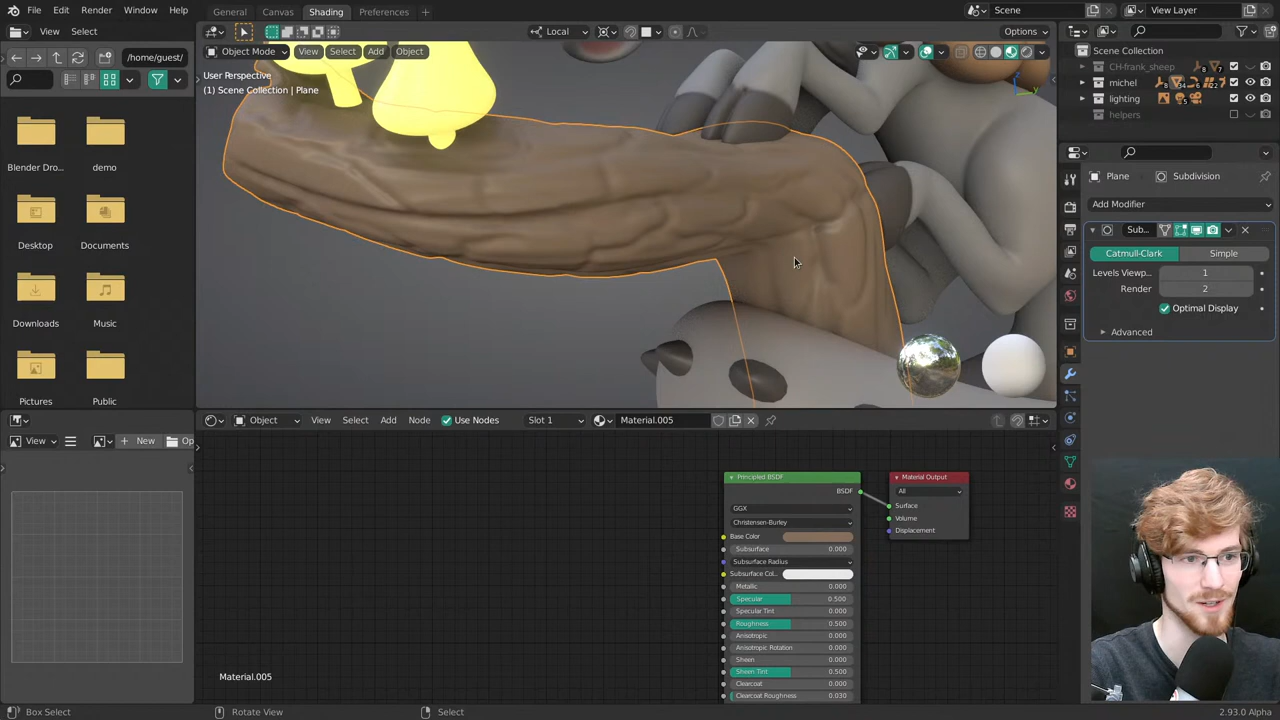 File Edit Render Window Help General Canvas Shading Preferences + Scene View Layer
View Select Local Options
Object Mode View Select Add Object
/home/guest/
User Perspective
(1) Scene Collection | Plane
Scene Collection
CH-frank_sheep
michel
lighting
helpers
Blender Dro...
demo
Desktop
Documents
Downloads
Music
Pictures
Public
Plane Subdivision
Add Modifier
Sub...
Catmull-Clark Simple
Levels Viewp... 1
Render 2
Optimal Display
Advanced
Object View Select Add Node Use Nodes Slot 1 Material.005
View + New Op
Principled BSDF
BSDF
GGX
Christensen-Burley
Base Color
Subsurface 0.000
Subsurface Radius
Subsurface Col..
Metallic 0.000
Specular 0.500
Specular Tint 0.000
Roughness 0.500
Anisotropic 0.000
Anisotropic Rotation 0.000
Sheen 0.000
Sheen Tint 0.500
Clearcoat 0.000
Clearcoat Roughness 0.030
Material Output
All
Surface
Volume
Displacement
Material.005
Box Select Rotate View Select 2.93.0 Alpha